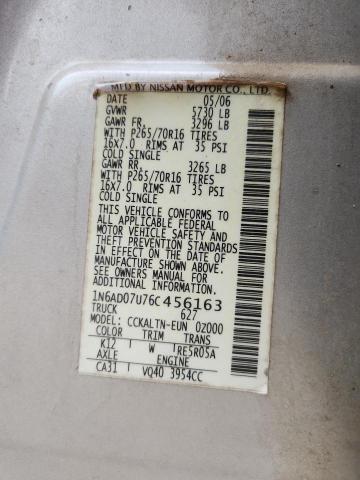 MFD BY NISSAN MOTOR CO., LTD.
DATE 05/06
GVWR 5730 LB
GAWR FR. 3296 LB
WITH P265/70R16 TIRES
16X7.0 RIMS AT 35 PSI
COLD SINGLE
GAWR RR. 3265 LB
WITH P265/70R16 TIRES
16X7.0 RIMS AT 35 PSI
COLD SINGLE
THIS VEHICLE CONFORMS TO
ALL APPLICABLE FEDERAL
MOTOR VEHICLE SAFETY AND
THEFT PREVENTION STANDARDS
IN EFFECT ON THE DATE OF
MANUFACTURE SHOWN ABOVE.
SEE OWNERS MANUAL FOR
ADDITIONAL INFORMATION.
1N6AD07U76C456163
TRUCK 627
MODEL: CCKALTN-EUN 02000
COLOR TRIM TRANS
K12 W RE5R05A
AXLE ENGINE
CA31 VQ40 3954CC